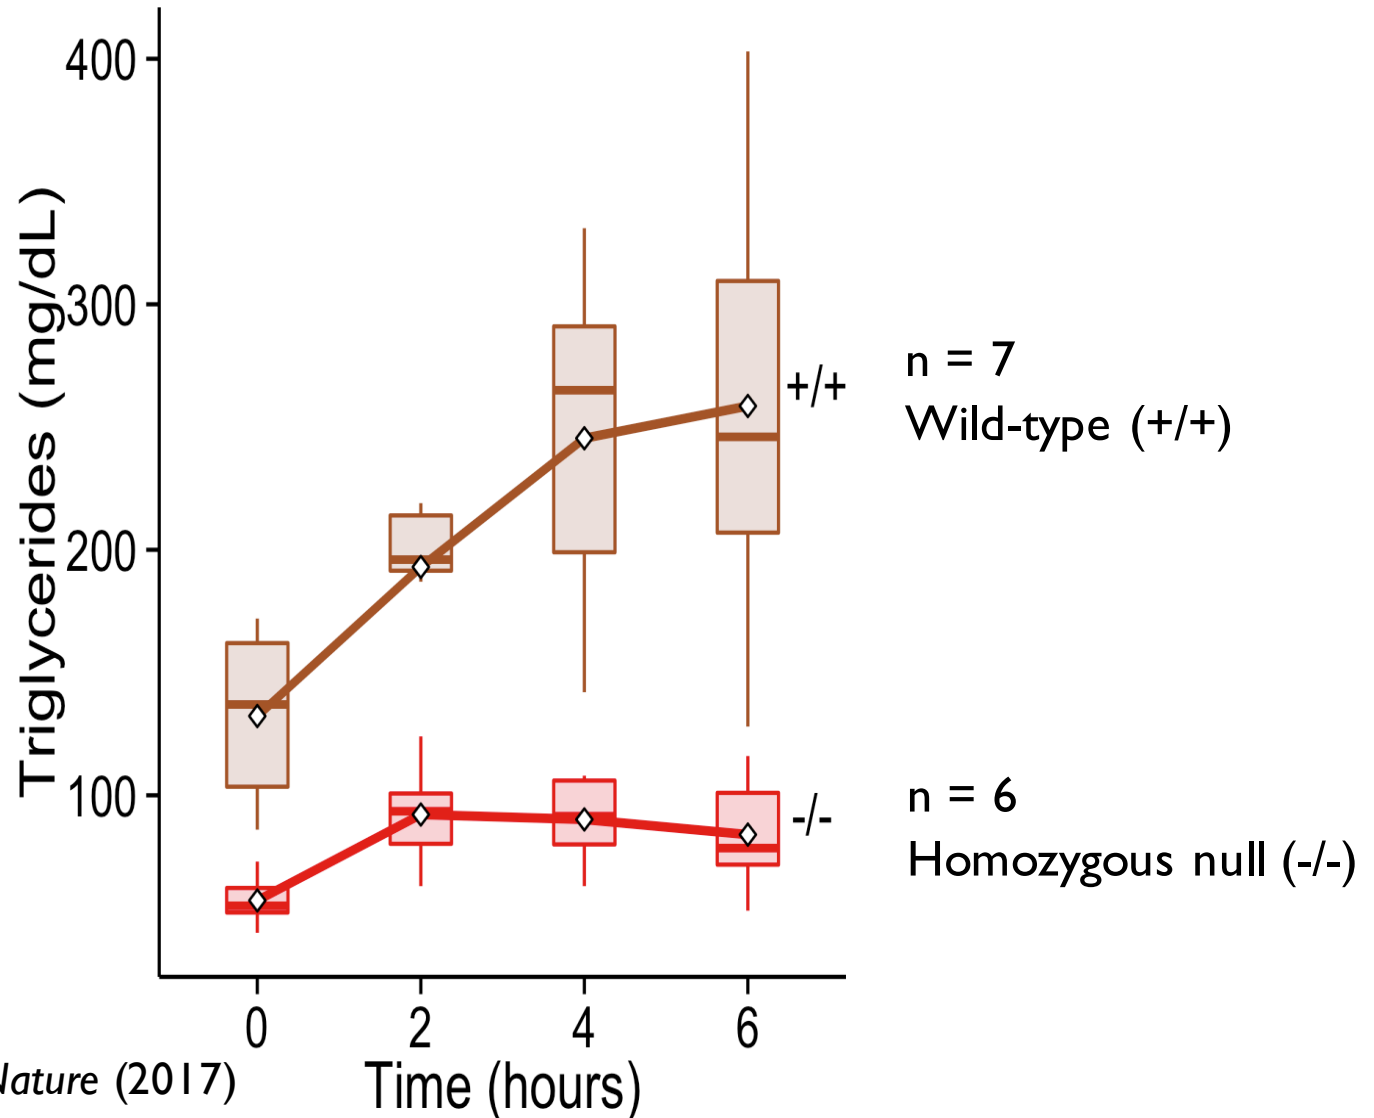 Triglycerides (mg/dL)
400
300
200
100
+/+
-/-
n = 7
Wild-type (+/+)
n = 6
Homozygous null (-/-)
0 2 4 6
Time (hours)
(2017)